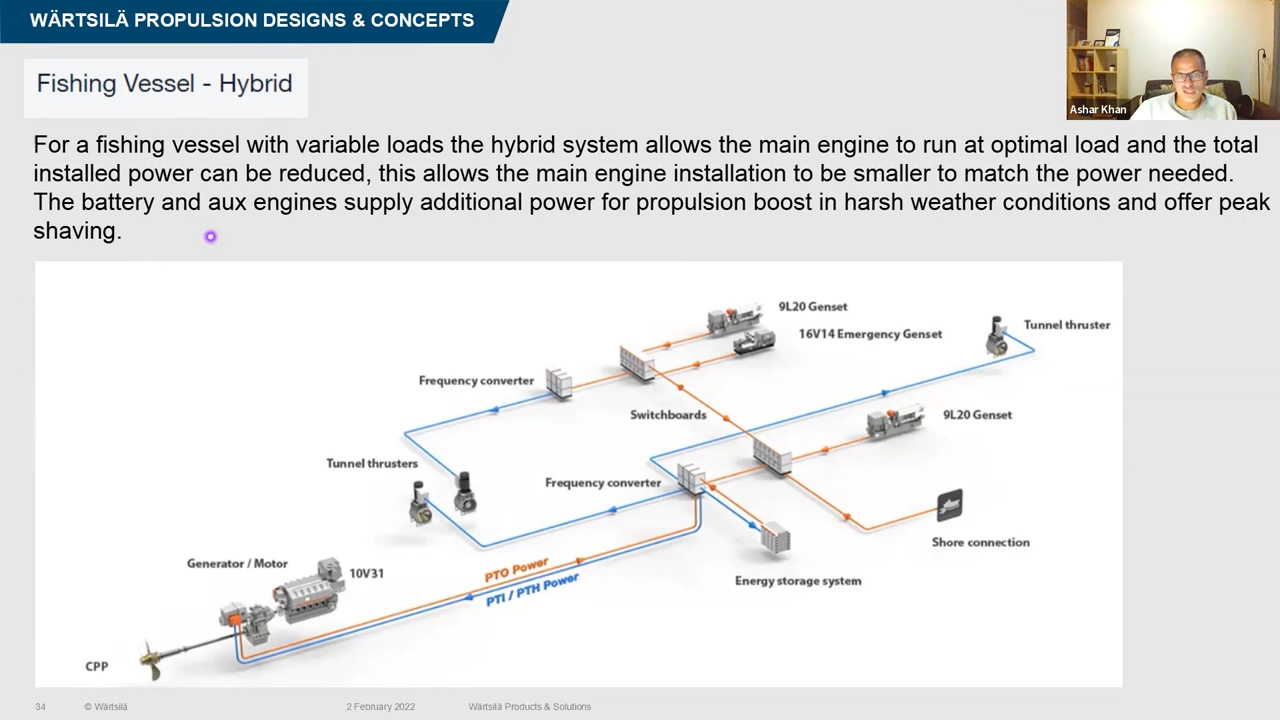 WÄRTSILÄ PROPULSION DESIGNS & CONCEPTS
Ashar Khan
Fishing Vessel - Hybrid
For a fishing vessel with variable loads the hybrid system allows the main engine to run at optimal load and the total
installed power can be reduced, this allows the main engine installation to be smaller to match the power needed.
The battery and aux engines supply additional power for propulsion boost in harsh weather conditions and offer peak
shaving.
9L20 Genset
16V14 Emergency Genset
Tunnel thruster
Frequency converter
Switchboards
9L20 Genset
Tunnel thrusters
Frequency converter
Shore connection
Energy storage system
Generator / Motor
10V31
PTO Power
PTI / PTH Power
CPP
34
© Wärtsilä
2 February 2022
Wärtsilä Products & Solutions